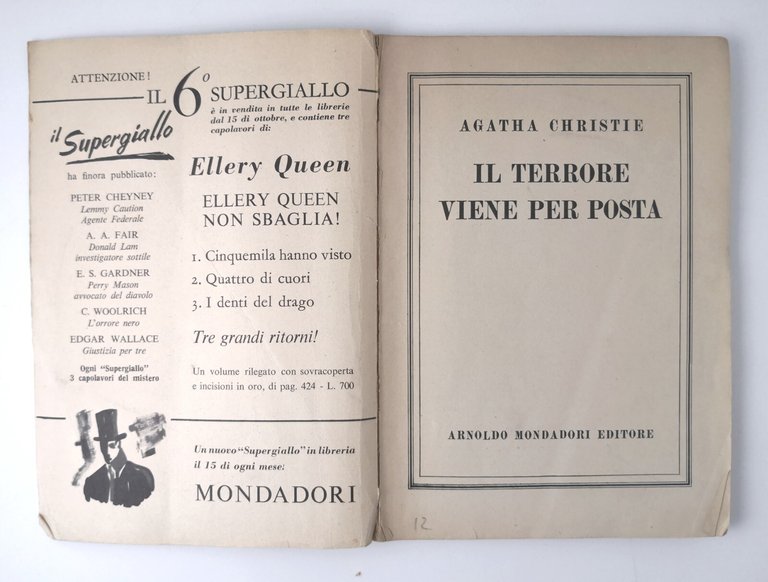 ATTENZIONE!
IL 6° SUPERGIALLO
è in vendita in tutte le librerie
dal 15 di ottobre, e contiene tre
capolavori di:
il Supergiallo
ha finora pubblicato:
PETER CHEYNEY
Lemmy Caution
Agente Federale
A. A. FAIR
Donald Lam
investigatore sottile
E. S. GARDNER
Perry Mason
avvocato del diavolo
C. WOOLRICH
L'orrore nero
EDGAR WALLACE
Giustizia per tre
Ogni "Supergiallo"
3 capolavori del mistero
Ellery Queen
ELLERY QUEEN
NON SBAGLIA!
1. Cinquemila hanno visto
2. Quattro di cuori
3. I denti del drago
Tre grandi ritorni!
Un volume rilegato con sovracoperta
e incisioni in oro, di pag. 424 - L. 700
Un nuovo "Supergiallo" in libreria
il 15 di ogni mese:
MONDADORI
AGATHA CHRISTIE
IL TERRORE
VIENE PER POSTA
ARNOLDO MONDADORI EDITORE
12